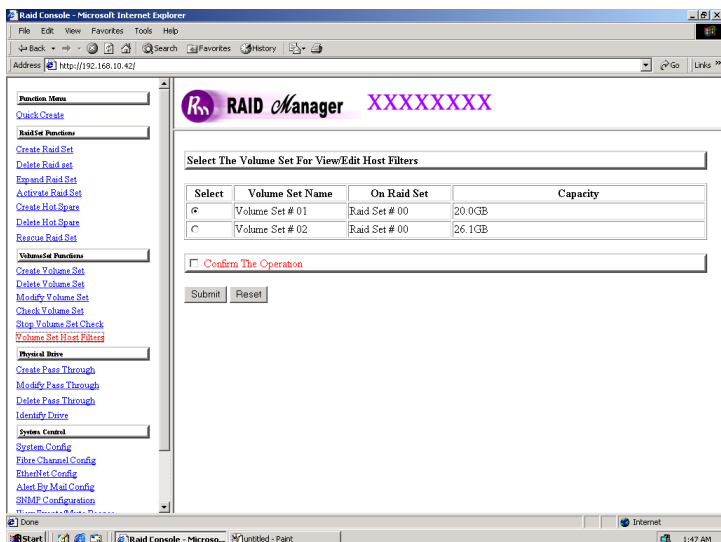 Raid Console - Microsoft Internet Explorer
File Edit View Favorites Tools Help
Back Search Favorites History
Address http://192.168.10.42/ Go Links »
Function Menu
Quick Create
RaidSet Functions
Create Raid Set
Delete Raid set
Expand Raid Set
Activate Raid Set
Create Hot Spare
Delete Hot Spare
Rescue Raid Set
VolumeSet Functions
Create Volume Set
Delete Volume Set
Modify Volume Set
Check Volume Set
Stop Volume Set Check
Volume Set Host Filters
Physical Drive
Create Pass Through
Modify Pass Through
Delete Pass Through
Identify Drive
System Control
System Config
Fibre Channel Config
EtherNet Config
Alert By Mail Config
SNMP Configuration
RM RAID Manager XXXXXXXX
Select The Volume Set For View/Edit Host Filters
Select Volume Set Name On Raid Set Capacity
Volume Set # 01 Raid Set # 00 20.0GB
Volume Set # 02 Raid Set # 00 26.1GB
Confirm The Operation
Submit Reset
Done Internet
Start Raid Console - Microso... untitled - Paint 1:47 AM